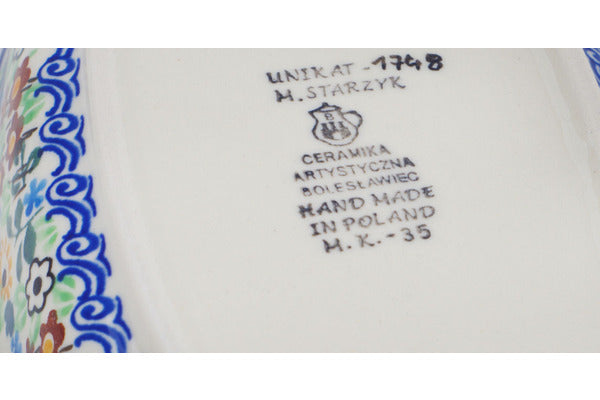 UNIKAT - 1748
M. STARZYK
CERAMIKA
ARTYSTYCZNA
BOLESŁAWIEC
HAND MADE
IN POLAND
M. K. - 35